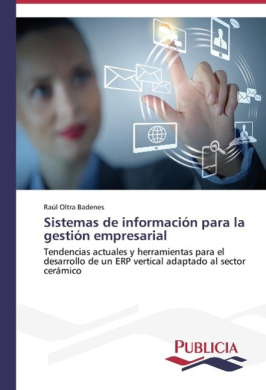 Raúl Oltra Badenes
Sistemas de información para la
gestión empresarial
Tendencias actuales y herramientas para el
desarrollo de un ERP vertical adaptado al sector
cerámico
PUBLICIA